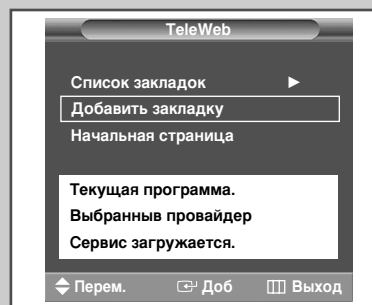 TeleWeb
Список закладок
Добавить закладку
Начальная страница
Текущая программа.
Выбранныв провайдер
Сервис загружается.
Перем. Доб Выход